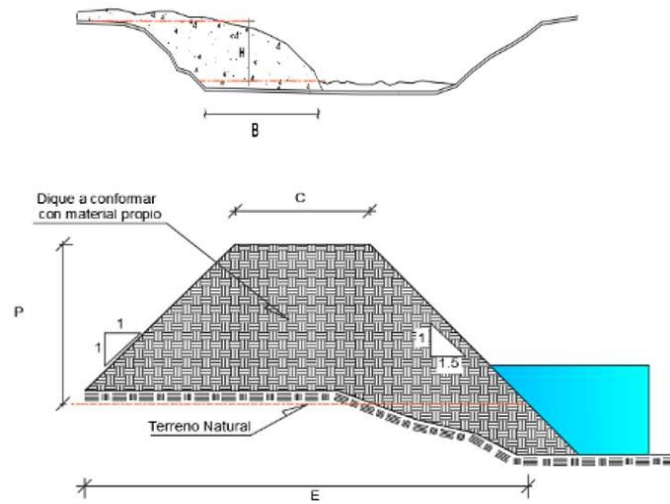 H
B
Dique a conformar
con material propio
C
P
1
1
1
1.5
Terreno Natural
E